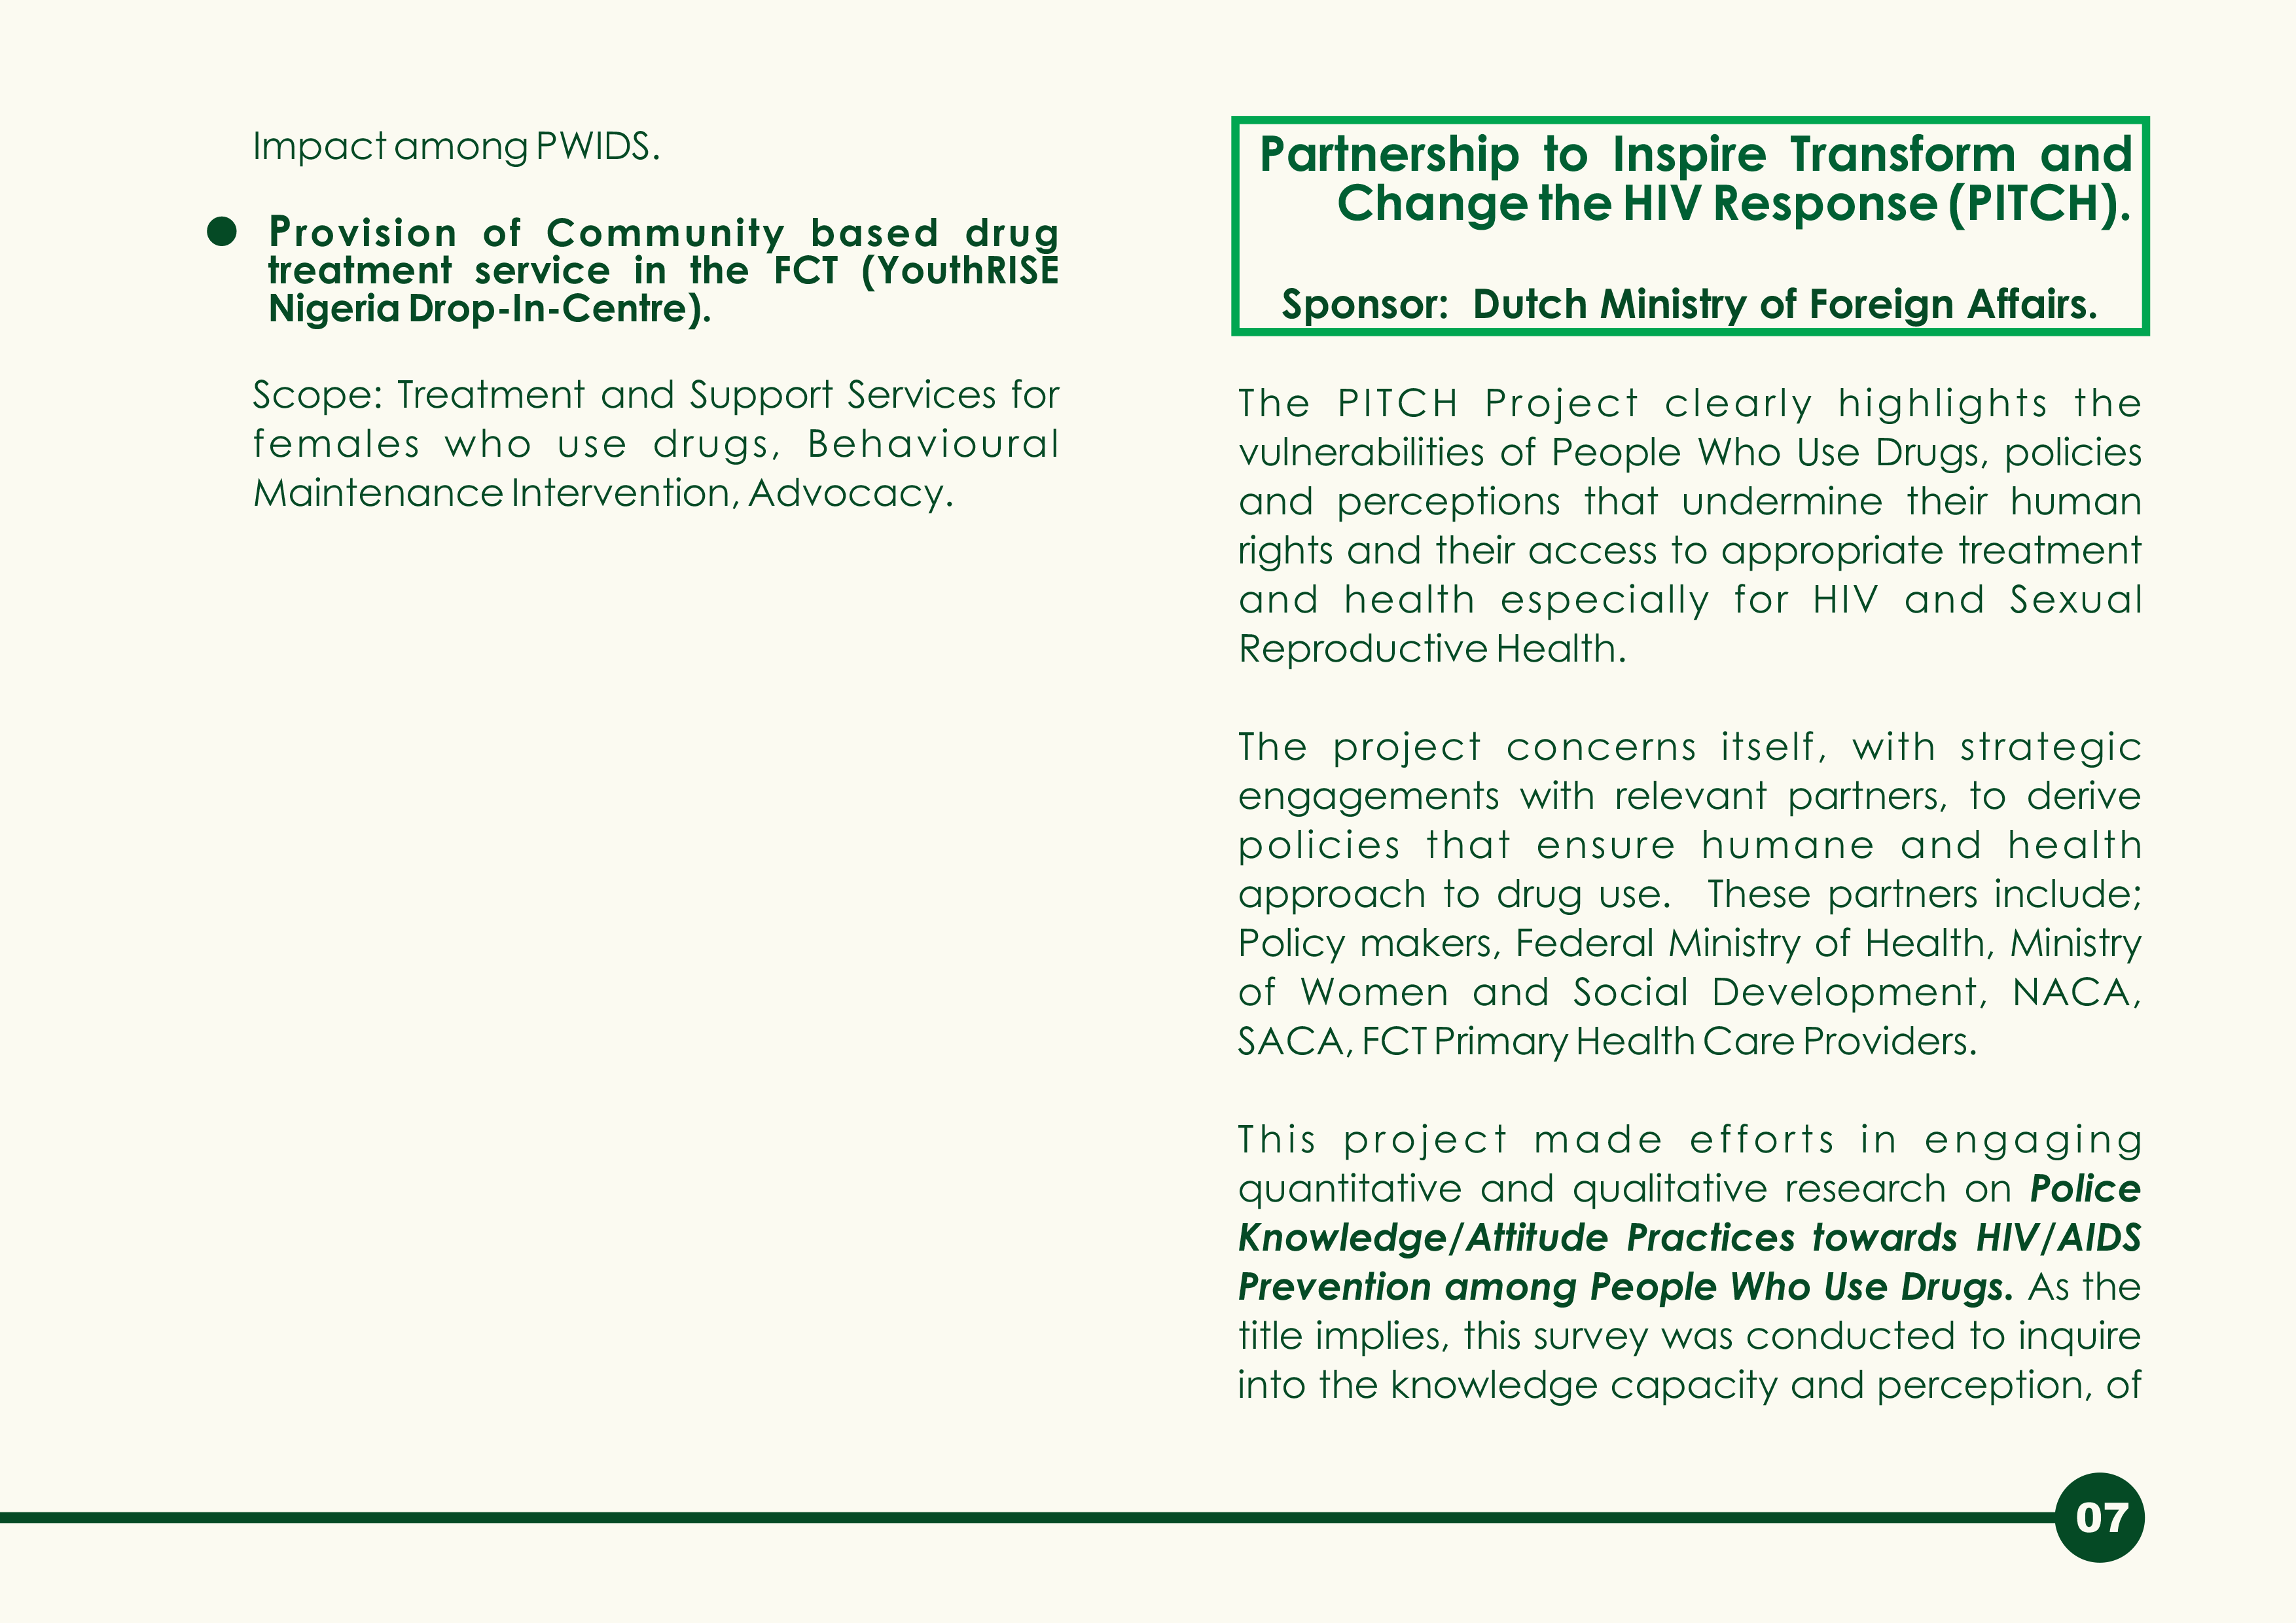 Impact among PWIDS.
Provision of Community based drug
treatment service in the FCT (YouthRISE
Nigeria Drop-In-Centre).
Scope: Treatment and Support Services for
females who use drugs, Behavioural
Maintenance Intervention, Advocacy.
Partnership to Inspire Transform and
Change the HIV Response (PITCH).
Sponsor: Dutch Ministry of Foreign Affairs.
The PITCH Project clearly highlights the
vulnerabilities of People Who Use Drugs, policies
and perceptions that undermine their human
rights and their access to appropriate treatment
and health especially for HIV and Sexual
Reproductive Health.
The project concerns itself, with strategic
engagements with relevant partners, to derive
policies that ensure humane and health
approach to drug use. These partners include;
Policy makers, Federal Ministry of Health, Ministry
of Women and Social Development, NACA,
SACA, FCT Primary Health Care Providers.
This project made efforts in engaging
quantitative and qualitative research on Police
Knowledge/Attitude Practices towards HIV/AIDS
Prevention among People Who Use Drugs. As the
title implies, this survey was conducted to inquire
into the knowledge capacity and perception, of
07